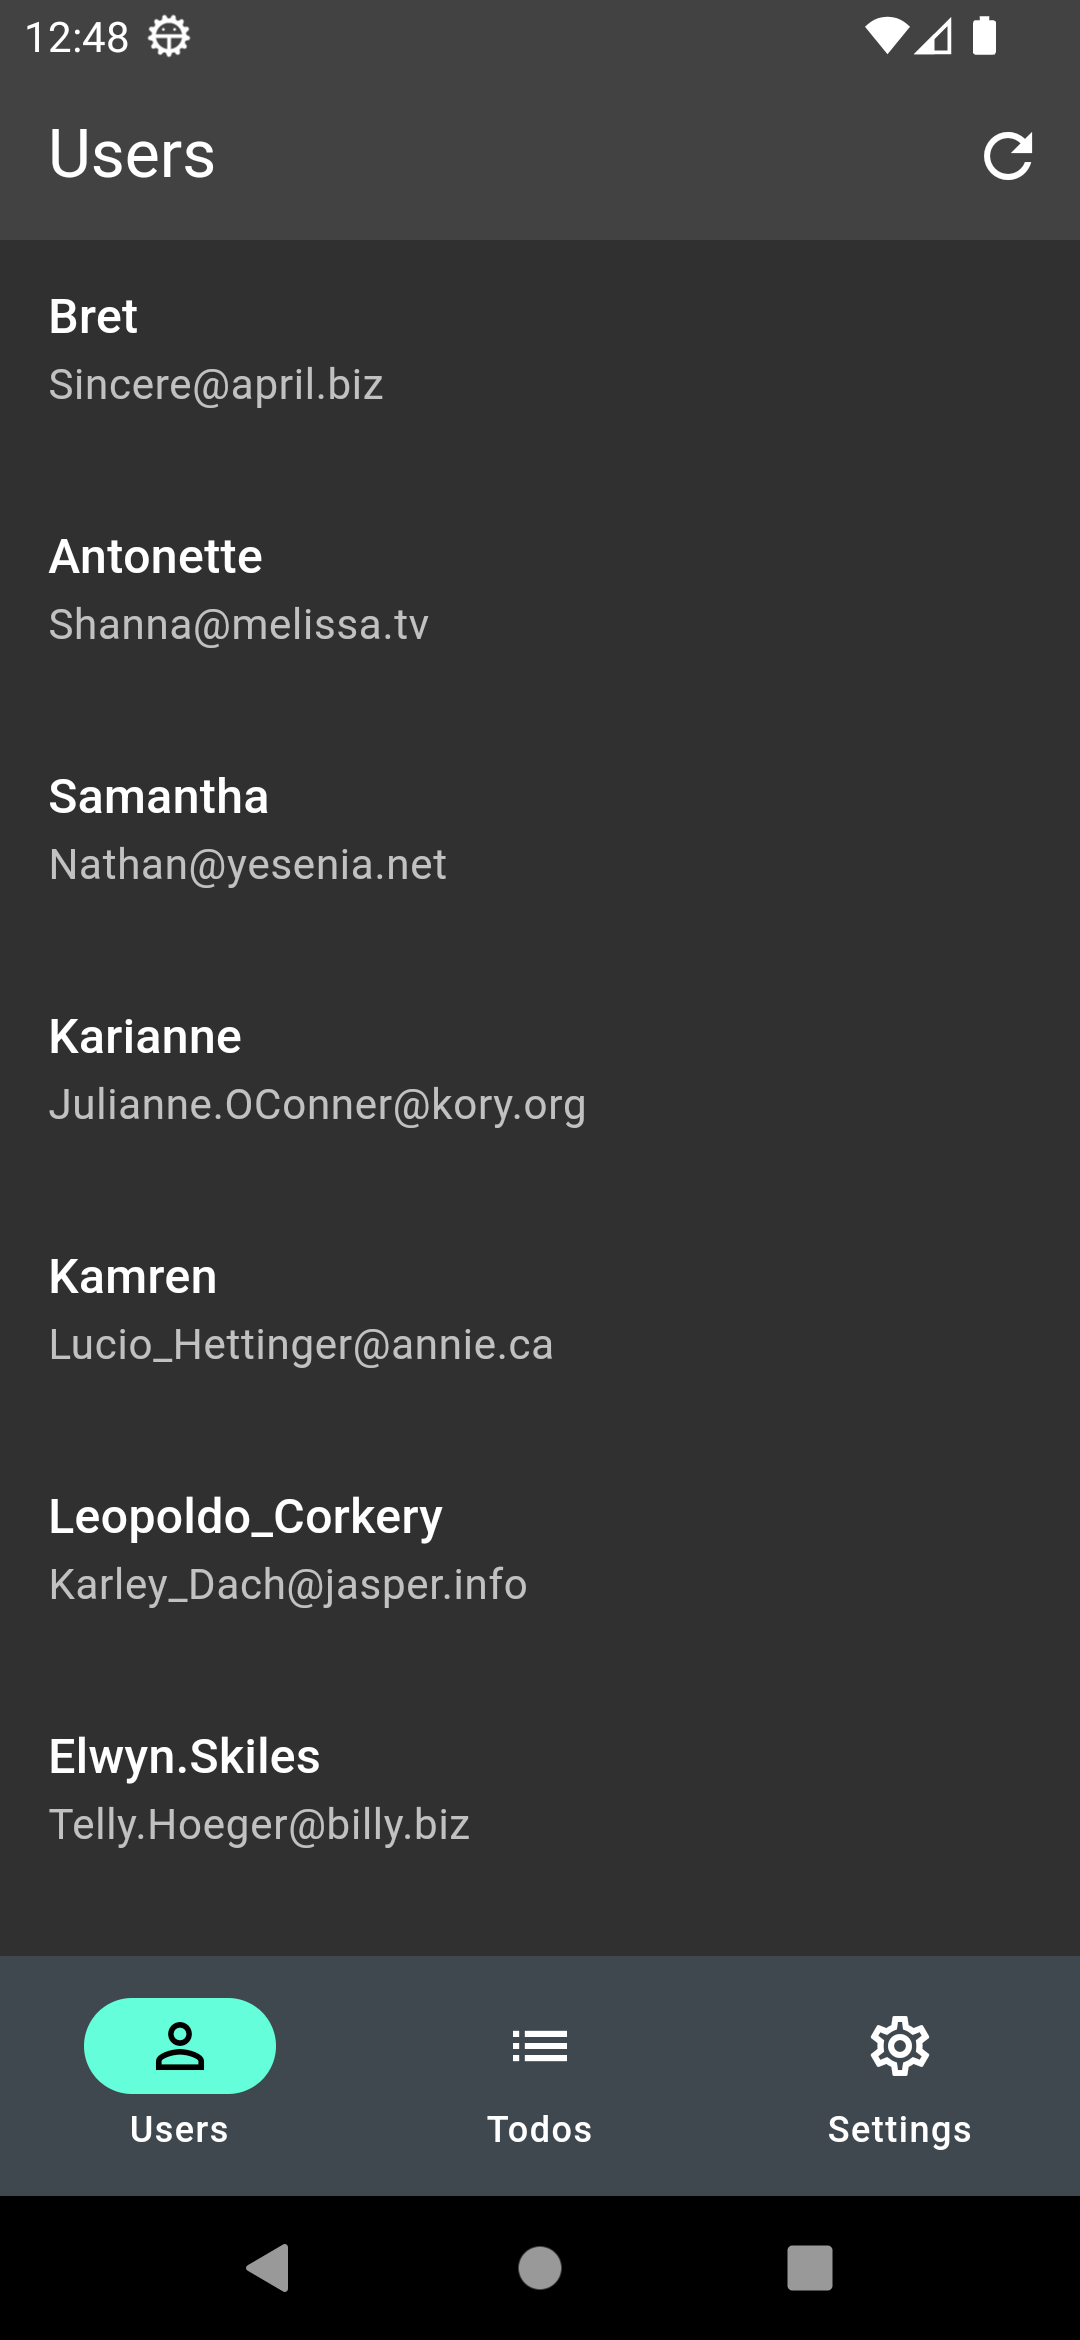 12:48
Users
Bret
Sincere@april.biz
Antonette
Shanna@melissa.tv
Samantha
Nathan@yesenia.net
Karianne
Julianne.OConner@kory.org
Kamren
Lucio_Hettinger@annie.ca
Leopoldo_Corkery
Karley_Dach@jasper.info
Elwyn.Skiles
Telly.Hoeger@billy.biz
Users Todos Settings